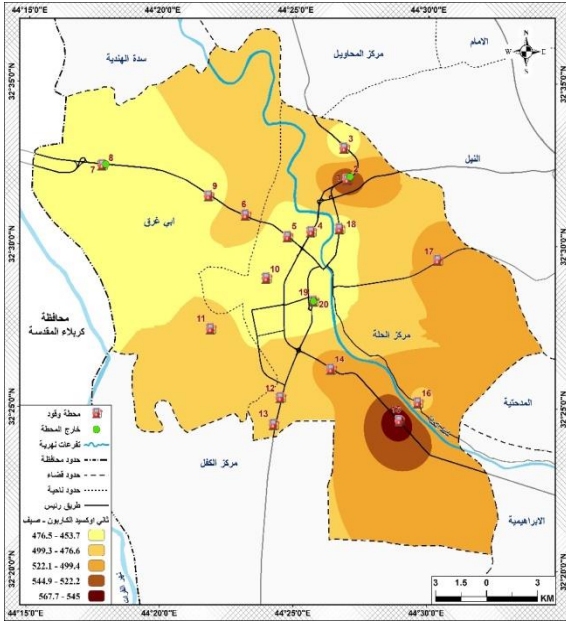 44°15'0"E 44°20'0"E 44°25'0"E 44°30'0"E
32°35'0"N
32°30'0"N
32°25'0"N
32°20'0"N
سدة الهندية
مركز المحاويل
الامام
النيل
ابي غرق
محافظة
كربلاء المقدسة
مركز الحلة
المدحتية
مركز الكفل
الابراهيمية
N
W E
S
3
2
8
7
9
6
5
4
18
17
10
19
20
11
14
16
12
13
محطة وقود
خارج المحطة
تفرعات نهرية
حدود محافظة
حدود قضاء
حدود ناحية
طريق رئيس
ثاني اوكسيد الكاربون - صيف
476.5 - 453.7
499.3 - 476.6
522.1 - 499.4
544.9 - 522.2
567.7 - 545
3 1.5 0 3
KM
32°35'0"N
32°30'0"N
32°25'0"N
32°20'0"N
44°15'0"E 44°20'0"E 44°25'0"E 44°30'0"E